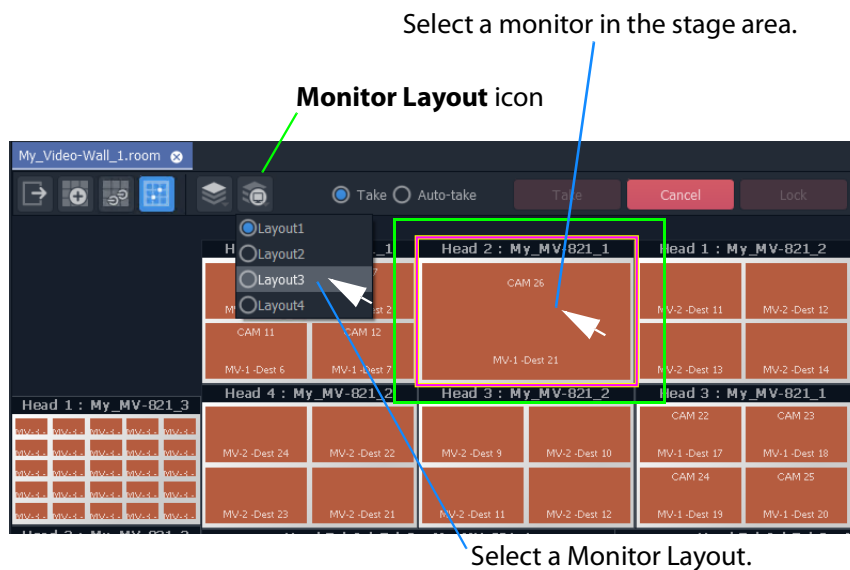 Select a monitor in the stage area.
Monitor Layout icon
My_Video-Wall_1.room
Take Auto-take Take Cancel Lock
Layout1
Layout2
Layout3
Layout4
_1 Head 2 : My_MV-821_1 Head 1 : My_MV-821_2
CAM 26
MV-2 -Dest 11 MV-2 -Dest 12
CAM 11 CAM 12
MV-1 -Dest 6 MV-1 -Dest 7 MV-1 -Dest 21 MV-2 -Dest 13 MV-2 -Dest 14
Head 4 : My_MV-821_2 Head 3 : My_MV-821_2 Head 3 : My_MV-821_1
Head 1 : My_MV-821_3
CAM 22 CAM 23
MV-2 -Dest 24 MV-2 -Dest 22 MV-2 -Dest 9 MV-2 -Dest 10 MV-1 -Dest 17 MV-1 -Dest 18
CAM 24 CAM 25
MV-2 -Dest 23 MV-2 -Dest 21 MV-2 -Dest 11 MV-2 -Dest 12 MV-1 -Dest 19 MV-1 -Dest 20
Select a Monitor Layout.